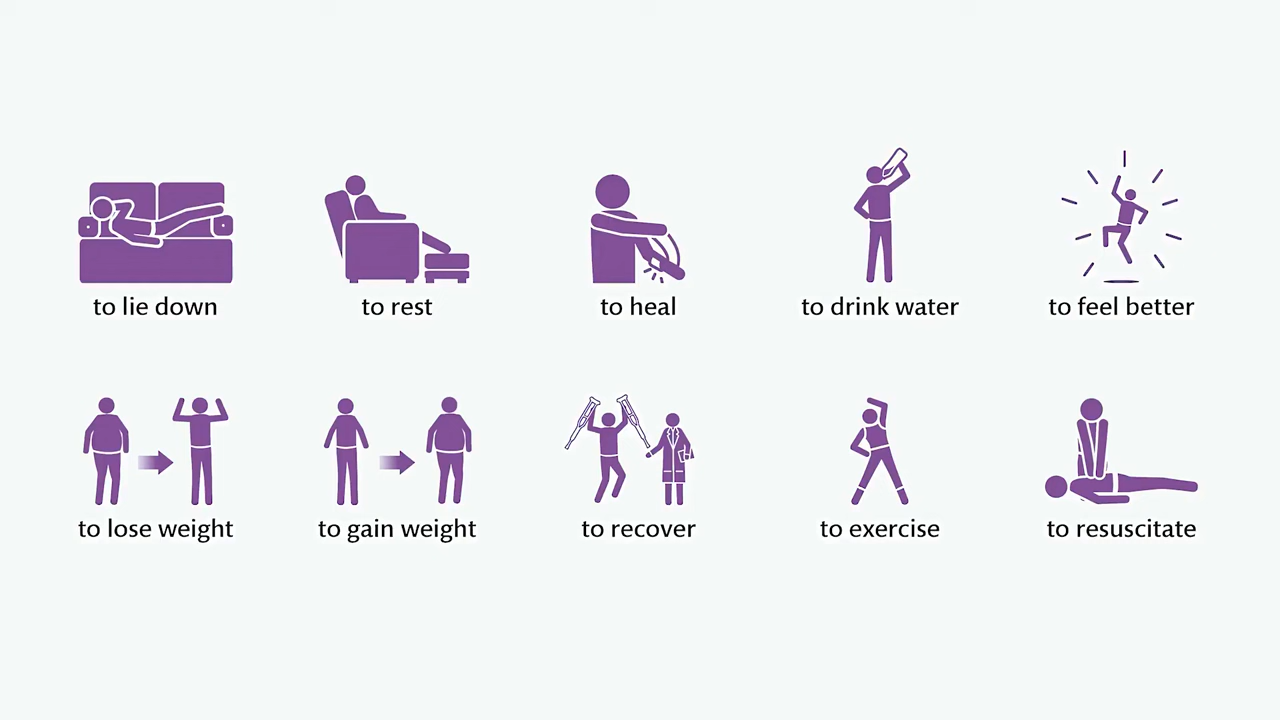 to lie down
to rest
to heal
to drink water
to feel better
to lose weight
to gain weight
to recover
to exercise
to resuscitate